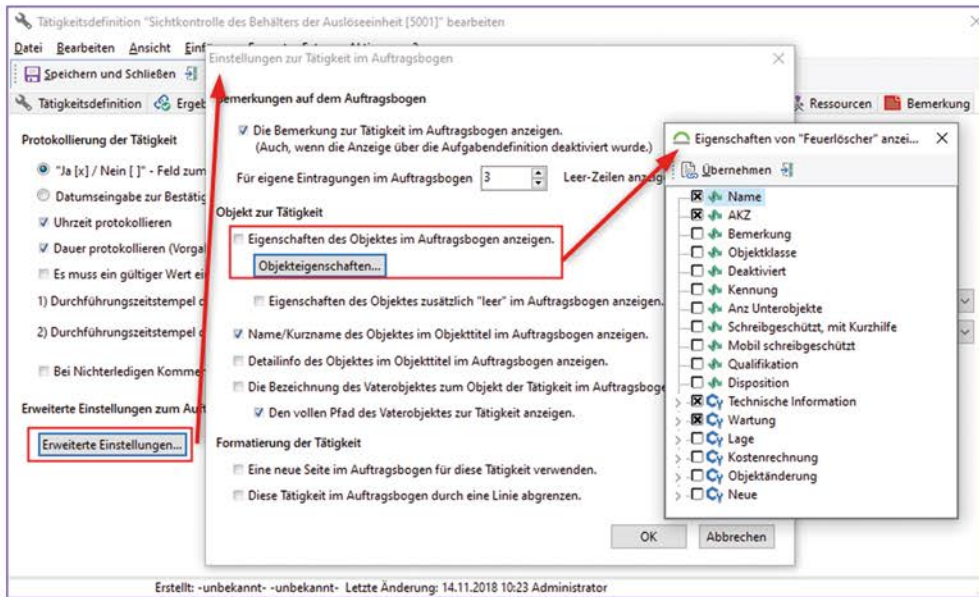 Tätigkeitsdefinition "Sichtkontrolle des Behälters der Auslöseeinheit [5001]" bearbeiten
Datei Bearbeiten Ansicht
Speichern und Schließen
Tätigkeitsdefinition
Ressourcen Bemerkung
Protokollierung der Tätigkeit
"Ja [x] / Nein [ ]" - Feld zum
Datumseingabe zur
Uhrzeit protokollieren
Dauer protokollieren
Es muss ein gültiger Wert
1) Durchführungszeitstempel
2) Durchführungszeitstempel
Bei Nichterledigen
Erweiterte Einstellungen zum
Erweiterte Einstellungen...
Einstellungen zur Tätigkeit im Auftragsbogen
Bemerkungen auf dem Auftragsbogen
Die Bemerkung zur Tätigkeit im Auftragsbogen anzeigen.
(Auch, wenn die Anzeige über die Aufgabendefinition deaktiviert wurde.)
Für eigene Eintragungen im Auftragsbogen 3 Leer-Zeilen
Objekt zur Tätigkeit
Eigenschaften des Objektes im Auftragsbogen anzeigen.
Objekteigenschaften...
Eigenschaften des Objektes zusätzlich "leer" im Auftragsbogen anzeigen.
Name/Kurzname des Objektes im Objekttitel im Auftragsbogen anzeigen.
Detailinfo des Objektes im Objekttitel im Auftragsbogen anzeigen.
Die Bezeichnung des Vaterobjektes zum Objekt der Tätigkeit im
Den vollen Pfad des Vaterobjektes zur Tätigkeit anzeigen.
Formatierung der Tätigkeit
Eine neue Seite im Auftragsbogen für diese Tätigkeit verwenden.
Diese Tätigkeit im Auftragsbogen durch eine Linie abgrenzen.
OK Abbrechen
Eigenschaften von "Feuerlöscher" anzei...
Übernehmen
Name
AKZ
Bemerkung
Objektklasse
Deaktiviert
Kennung
Anz Unterobjekte
Schreibgeschützt, mit Kurzhilfe
Mobil schreibgeschützt
Qualifikation
Disposition
Technische Information
Wartung
Lage
Kostenrechnung
Objektänderung
Neue
Erstellt: -unbekannt- -unbekannt- Letzte Änderung: 14.11.2018 10:23 Administrator